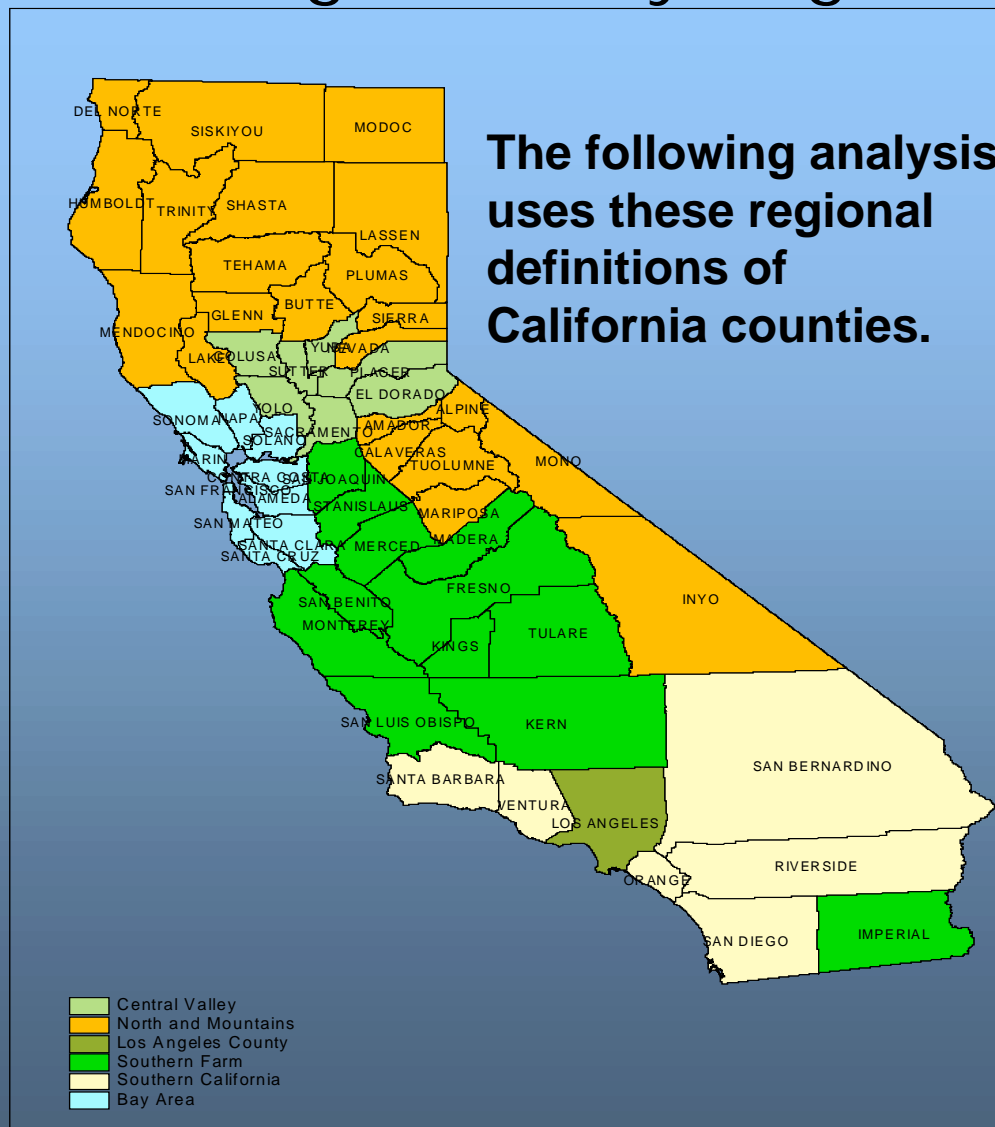 The following analysis
uses these regional
definitions of
California counties.
DEL NORTE
SISKIYOU
MODOC
HUMBOLDT
TRINITY
SHASTA
LASSEN
TEHAMA
PLUMAS
BUTTE
GLENN
SIERRA
MENDOCINO
YUBA
NEVADA
LAKE
COLUSA
SUTTER
PLACER
EL DORADO
YOLO
ALPINE
SONOMA
NAPA
AMADOR
SACRAMENTO
SOLANO
CALAVERAS
MARIN
TUOLUMNE
MONO
CONTRA COSTA
SAN JOAQUIN
SAN FRANCISCO
ALAMEDA
STANISLAUS
MARIPOSA
SAN MATEO
MADERA
SANTA CLARA
MERCED
SANTA CRUZ
FRESNO
SAN BENITO
INYO
MONTEREY
TULARE
KINGS
SAN LUIS OBISPO
KERN
SAN BERNARDINO
SANTA BARBARA
VENTURA
LOS ANGELES
RIVERSIDE
ORANGE
SAN DIEGO
IMPERIAL
Central Valley
North and Mountains
Los Angeles County
Southern Farm
Southern California
Bay Area